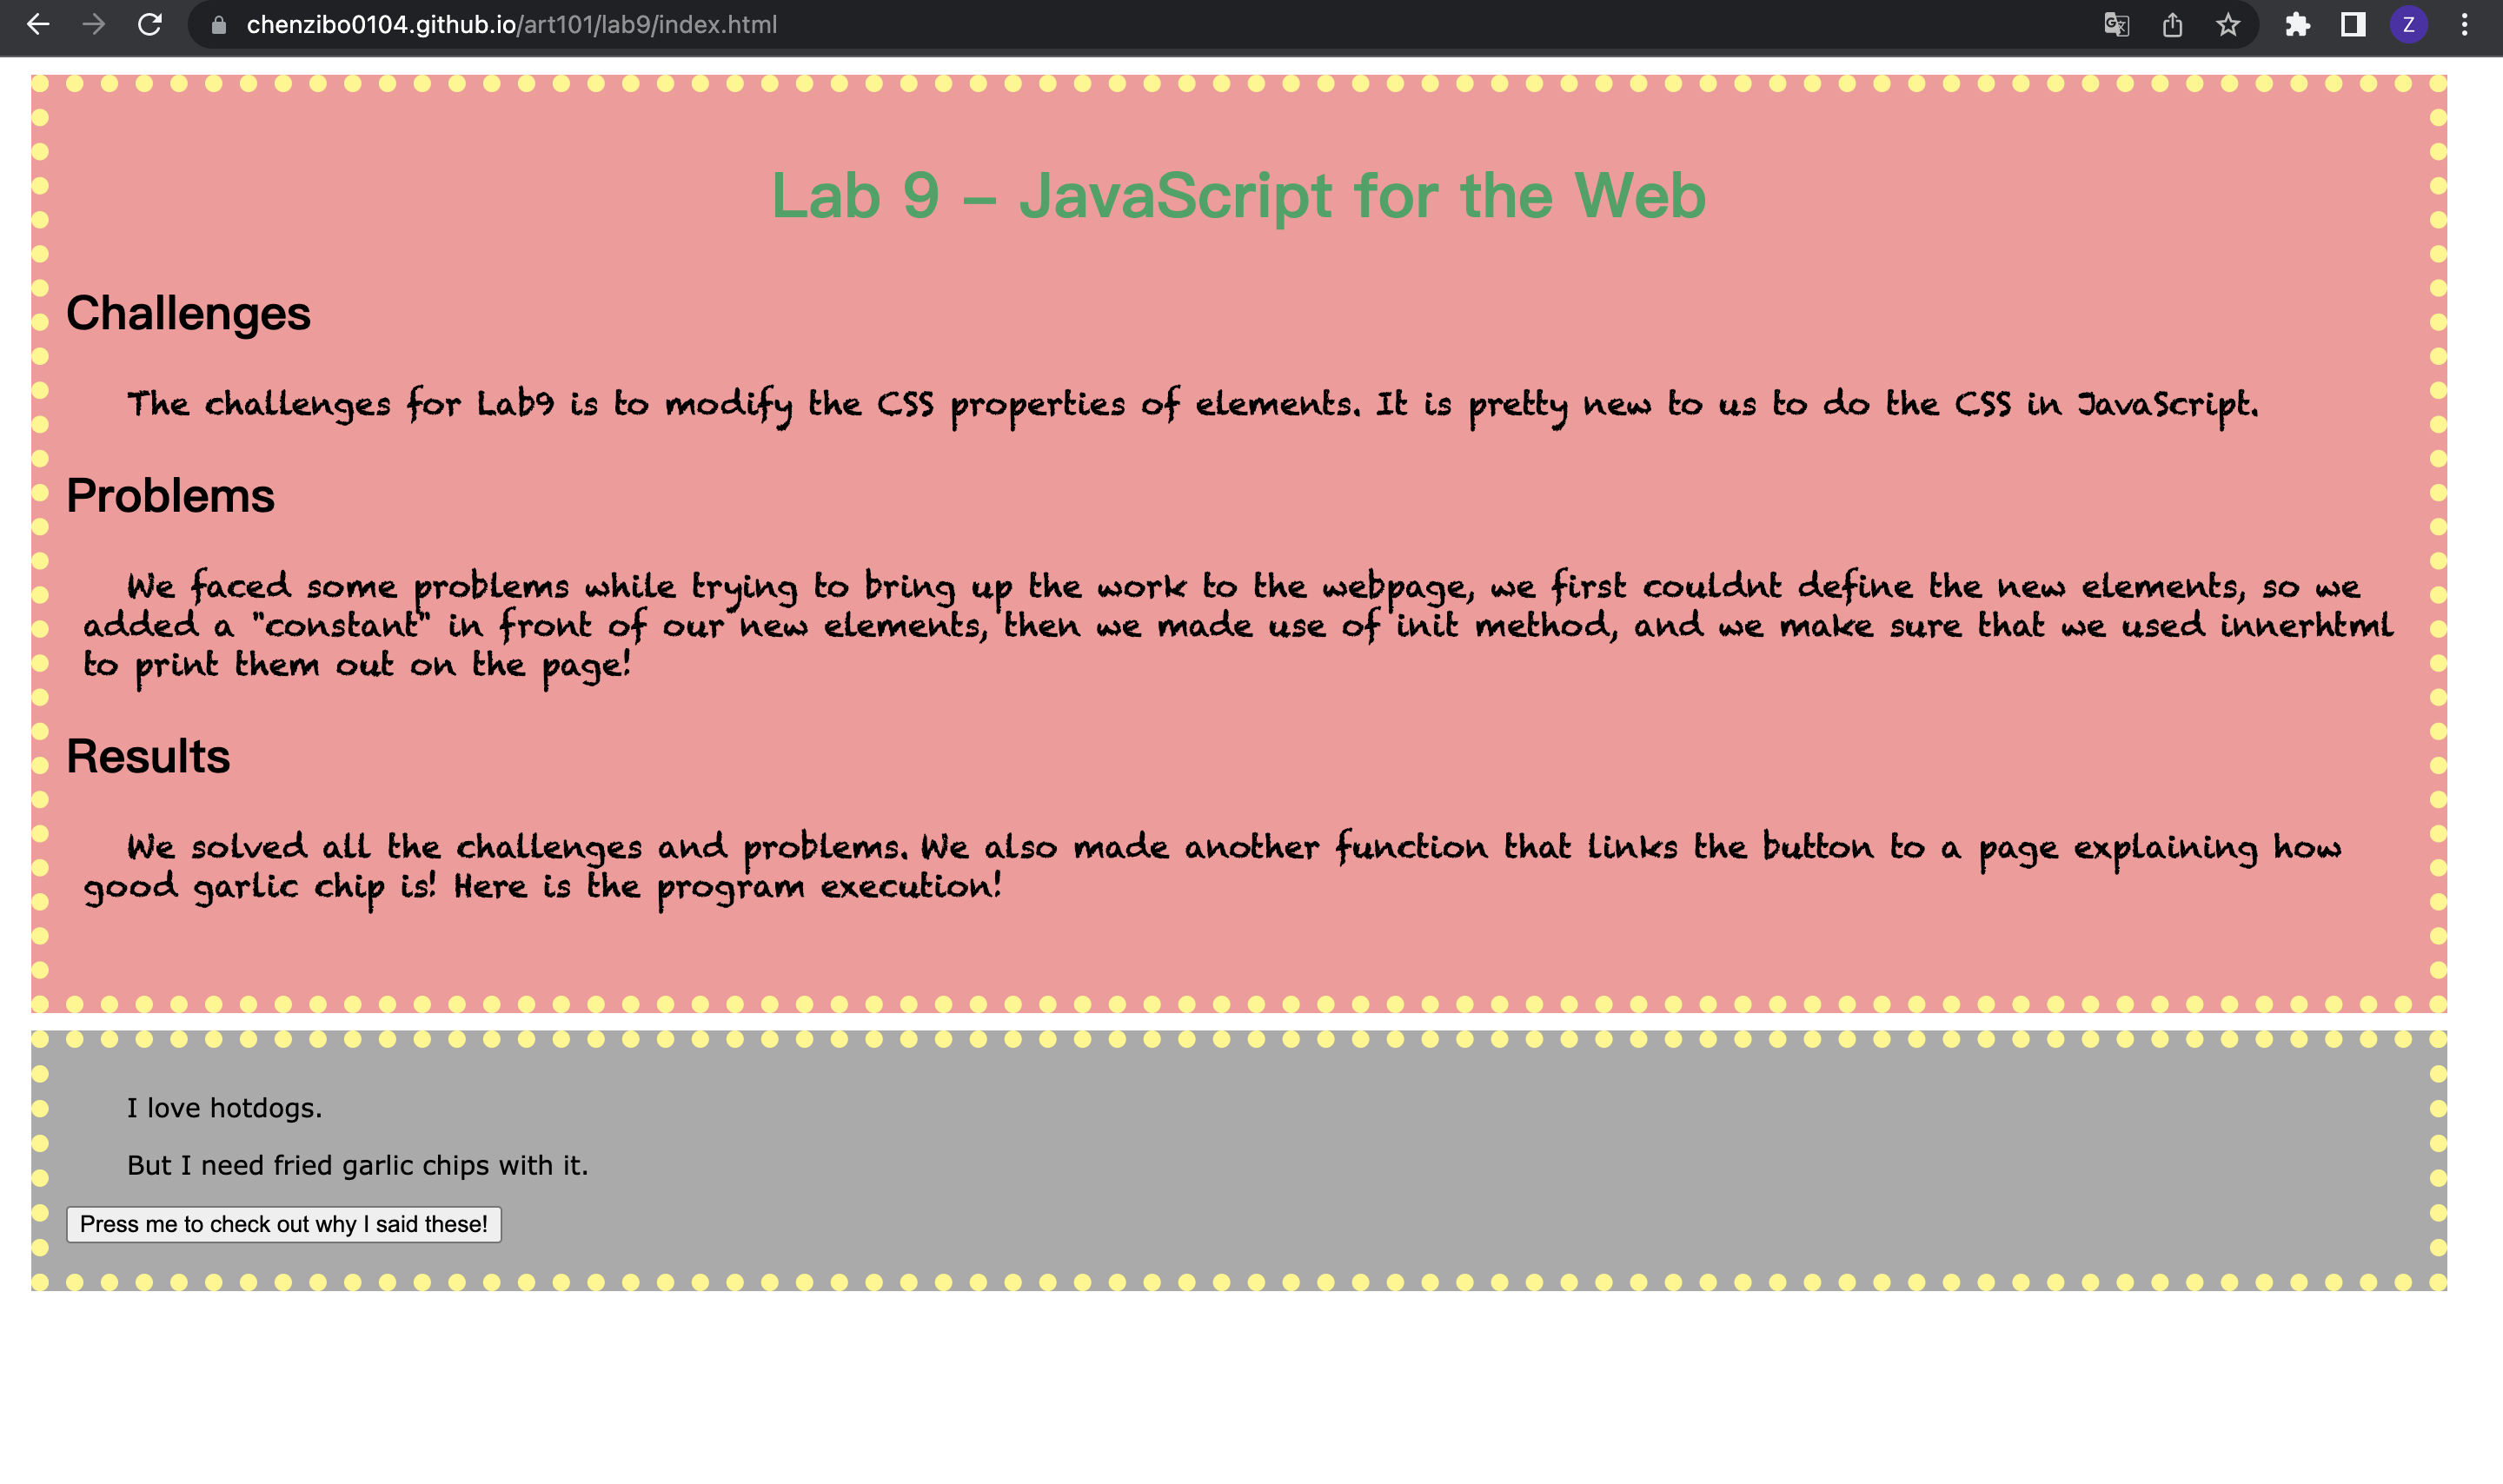 chenzibo0104.github.io/art101/lab9/index.html
Z
Lab 9 – JavaScript for the Web
Challenges
The challenges for Lab9 is to modify the CSS properties of elements. It is pretty new to us to do the CSS in JavaScript.
Problems
We faced some problems while trying to bring up the work to the webpage, we first couldnt define the new elements, so we
added a "constant" in front of our new elements, then we made use of init method, and we make sure that we used innerhtml
to print them out on the page!
Results
We solved all the challenges and problems. We also made another function that links the button to a page explaining how
good garlic chip is! Here is the program execution!
I love hotdogs.
But I need fried garlic chips with it.
Press me to check out why I said these!